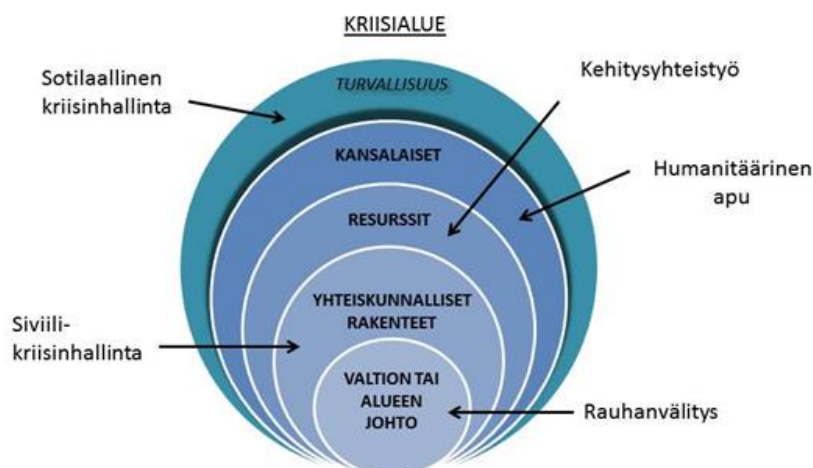 KRIISIALUE
Sotilaallinen
kriisinhallinta
TURVALLISUUS
Kehitysyhteistyö
KANSALAISET
Humanitäärinen
apu
RESURSSIT
YHTEISKUNNALLISET
RAKENTEET
Siviili-
kriisinhallinta
VALTION TAI
ALUEEN
JOHTO
Rauhanvälitys